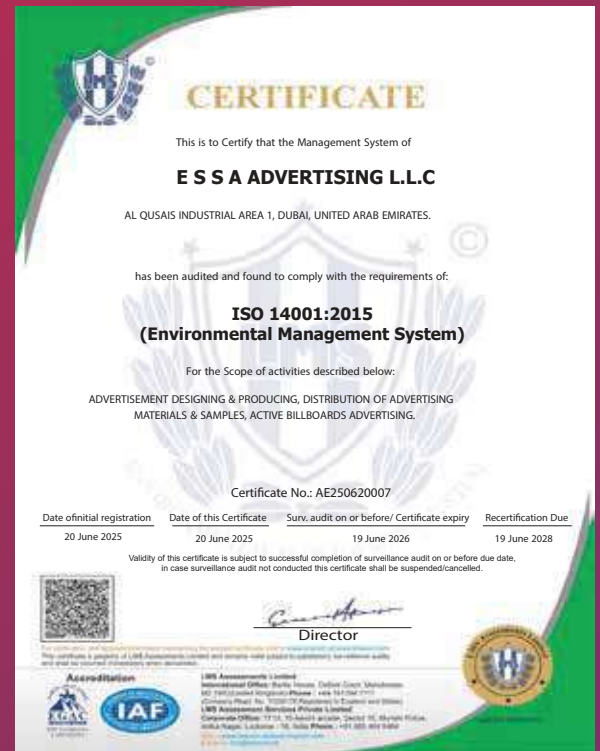 LMS
©
CERTIFICATE
This is to Certify that the Management System of
E S S A ADVERTISING L.L.C
AL QUSAIS INDUSTRIAL AREA 1, DUBAI, UNITED ARAB EMIRATES.
©
has been audited and found to comply with the requirements of:
ISO 14001:2015
(Environmental Management System)
For the Scope of activities described below:
ADVERTISEMENT DESIGNING & PRODUCING, DISTRIBUTION OF ADVERTISING
MATERIALS & SAMPLES, ACTIVE BILLBOARDS ADVERTISING.
Certificate No.: AE250620007
Date ofinitial registration Date of this Certificate Surv. audit on or before/ Certificate expiry Recertification Due
20 June 2025 20 June 2025 19 June 2026 19 June 2028
Validity of this certificate is subject to successful completion of surveillance audit on or before due date,
in case surveillance audit not conducted this certificate shall be suspended/cancelled.
Director
Accreditation
EGAC
IAF
LMS Assessments Limited
International Office:
LMS Assessment Services Private Limited
Corporate Office: